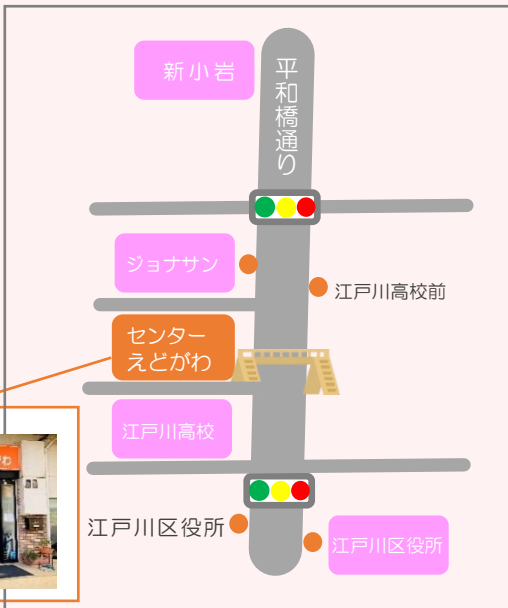 新小岩
平和橋通り
ジョナサン
江戸川高校前
センター
えどがわ
江戸川高校
江戸川区役所
江戸川区役所